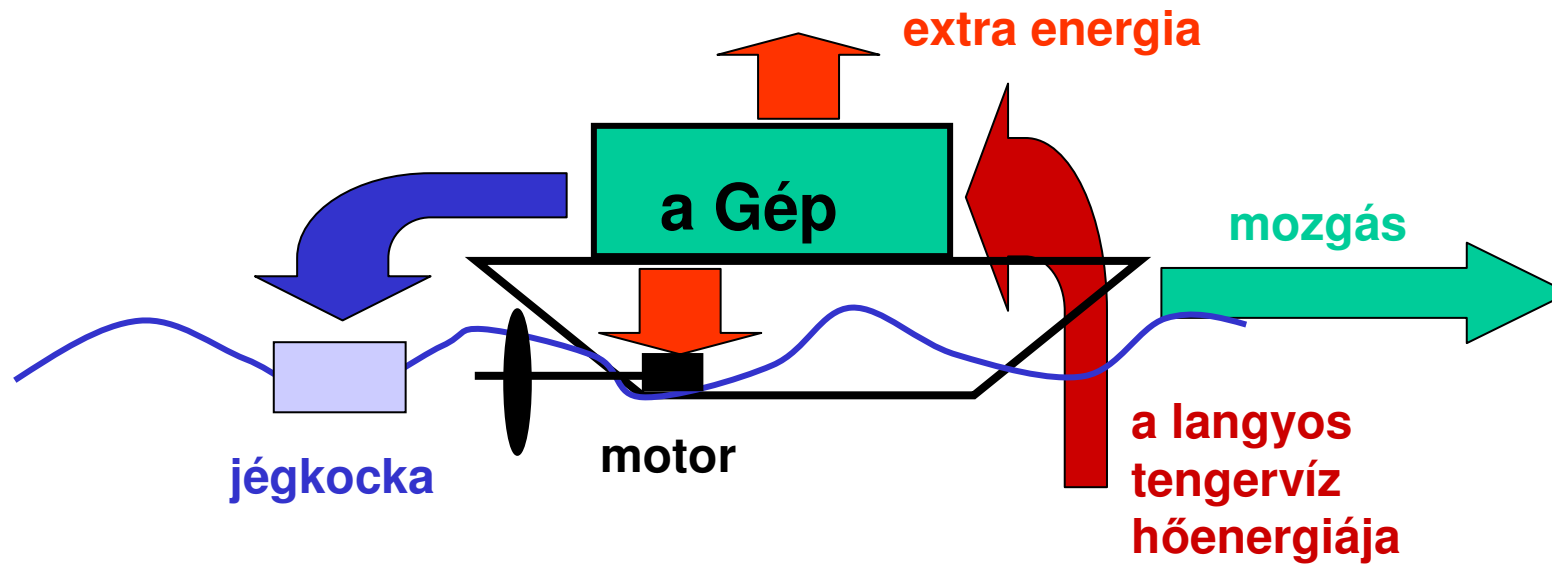 extra energia
a Gép
mozgás
a langyos
tengervíz
hőenergiája
motor
jégkocka